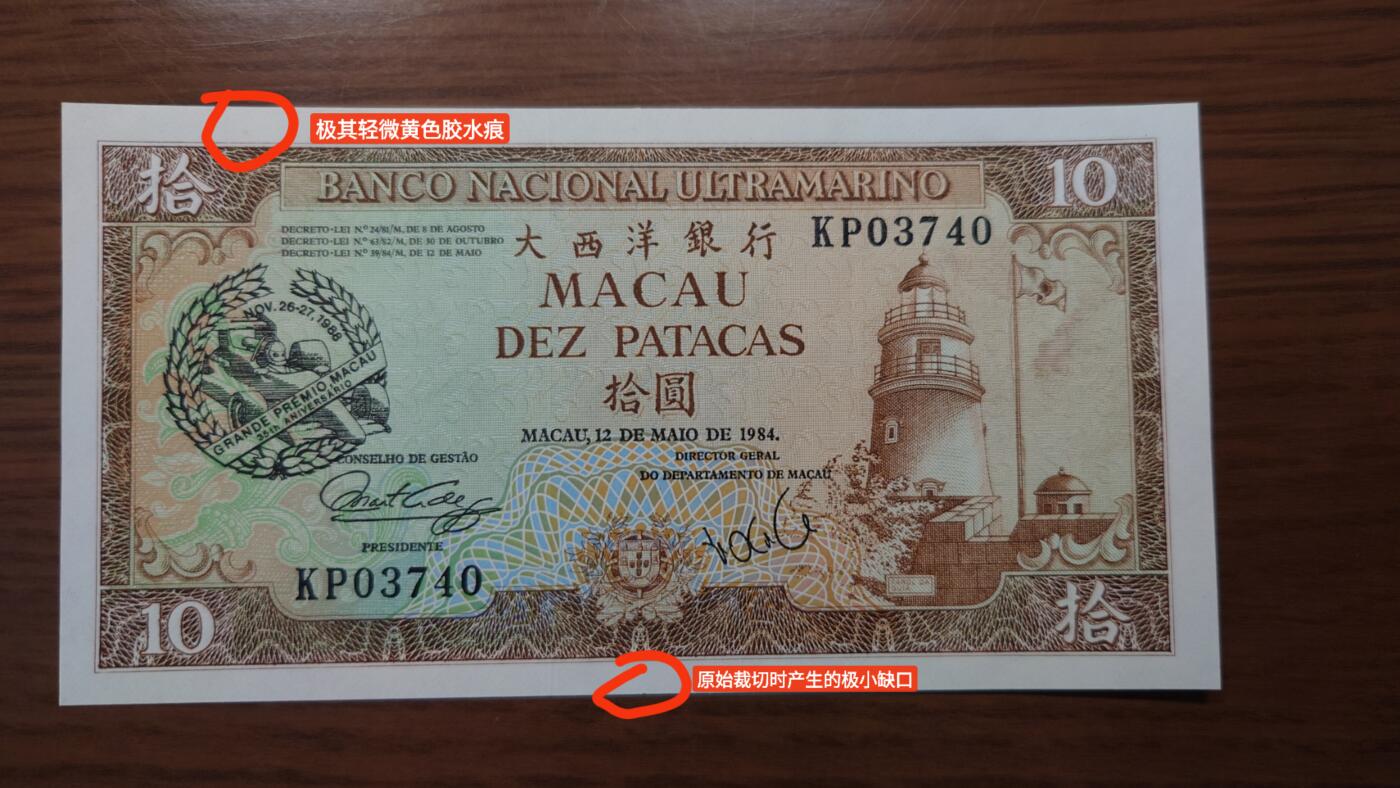 极其轻微黄色胶水痕
拾
10
BANCO NACIONAL ULTRAMARINO
DECRETO-LEI N.º 24/81/M, DE 8 DE AGOSTO
DECRETO-LEI N.º 63/82/M, DE 30 DE OUTUBRO
DECRETO-LEI N.º 39/84/M, DE 12 DE MAIO
大西洋銀行
KP03740
MACAU
DEZ PATACAS
拾圓
NOV. 26-27, 1988
GRANDE PRÉMIO MACAU
35th ANIVERSÁRIO
MACAU, 12 DE MAIO DE 1984.
CONSELHO DE GESTÃO
DIRECTOR GERAL
DO DEPARTAMENTO DE MACAU
PRESIDENTE
KP03740
10
拾
原始裁切时产生的极小缺口